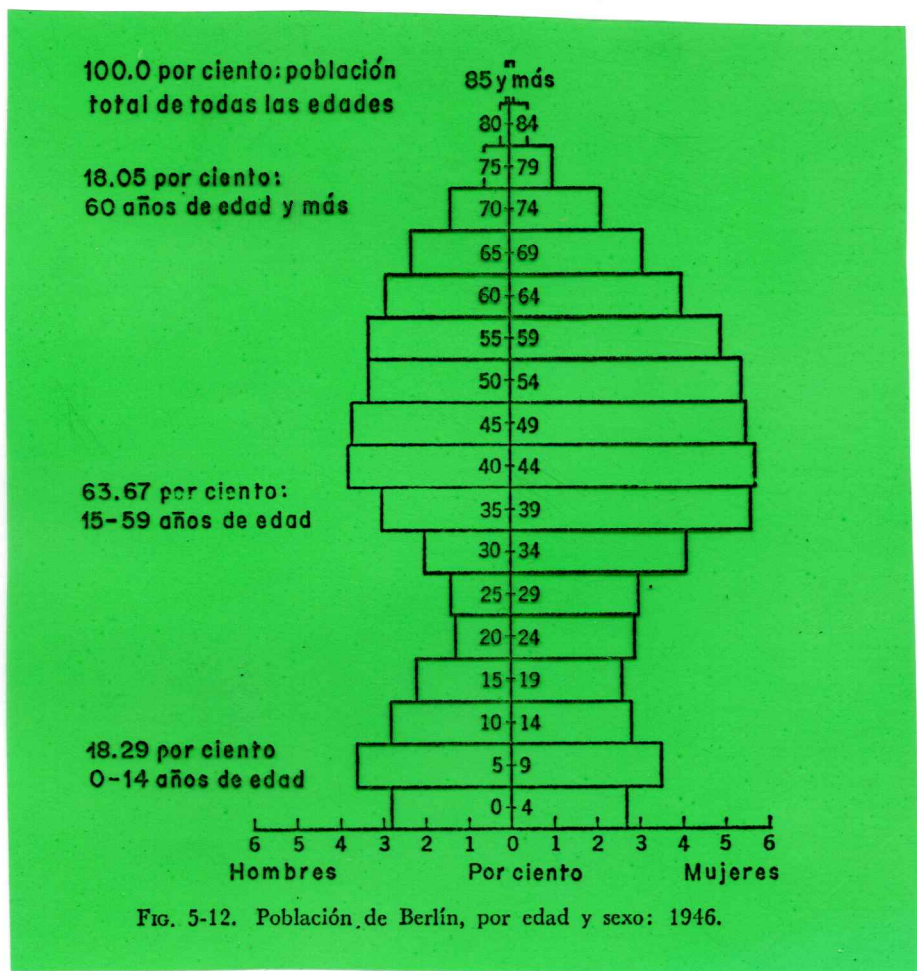 100.0 por ciento: población
total de todas las edades
18.05 por ciento:
60 años de edad y más
63.67 por ciento:
15-59 años de edad
18.29 por ciento
0-14 años de edad
85 y más
80 84
75 79
70 74
65 69
60 64
55 59
50 54
45 49
40 44
35 39
30 34
25 29
20 24
15 19
10 14
5 9
0 4
6 5 4 3 2 1 0 1 2 3 4 5 6
Hombres Por ciento Mujeres
FIG. 5-12. Población de Berlín, por edad y sexo: 1946.